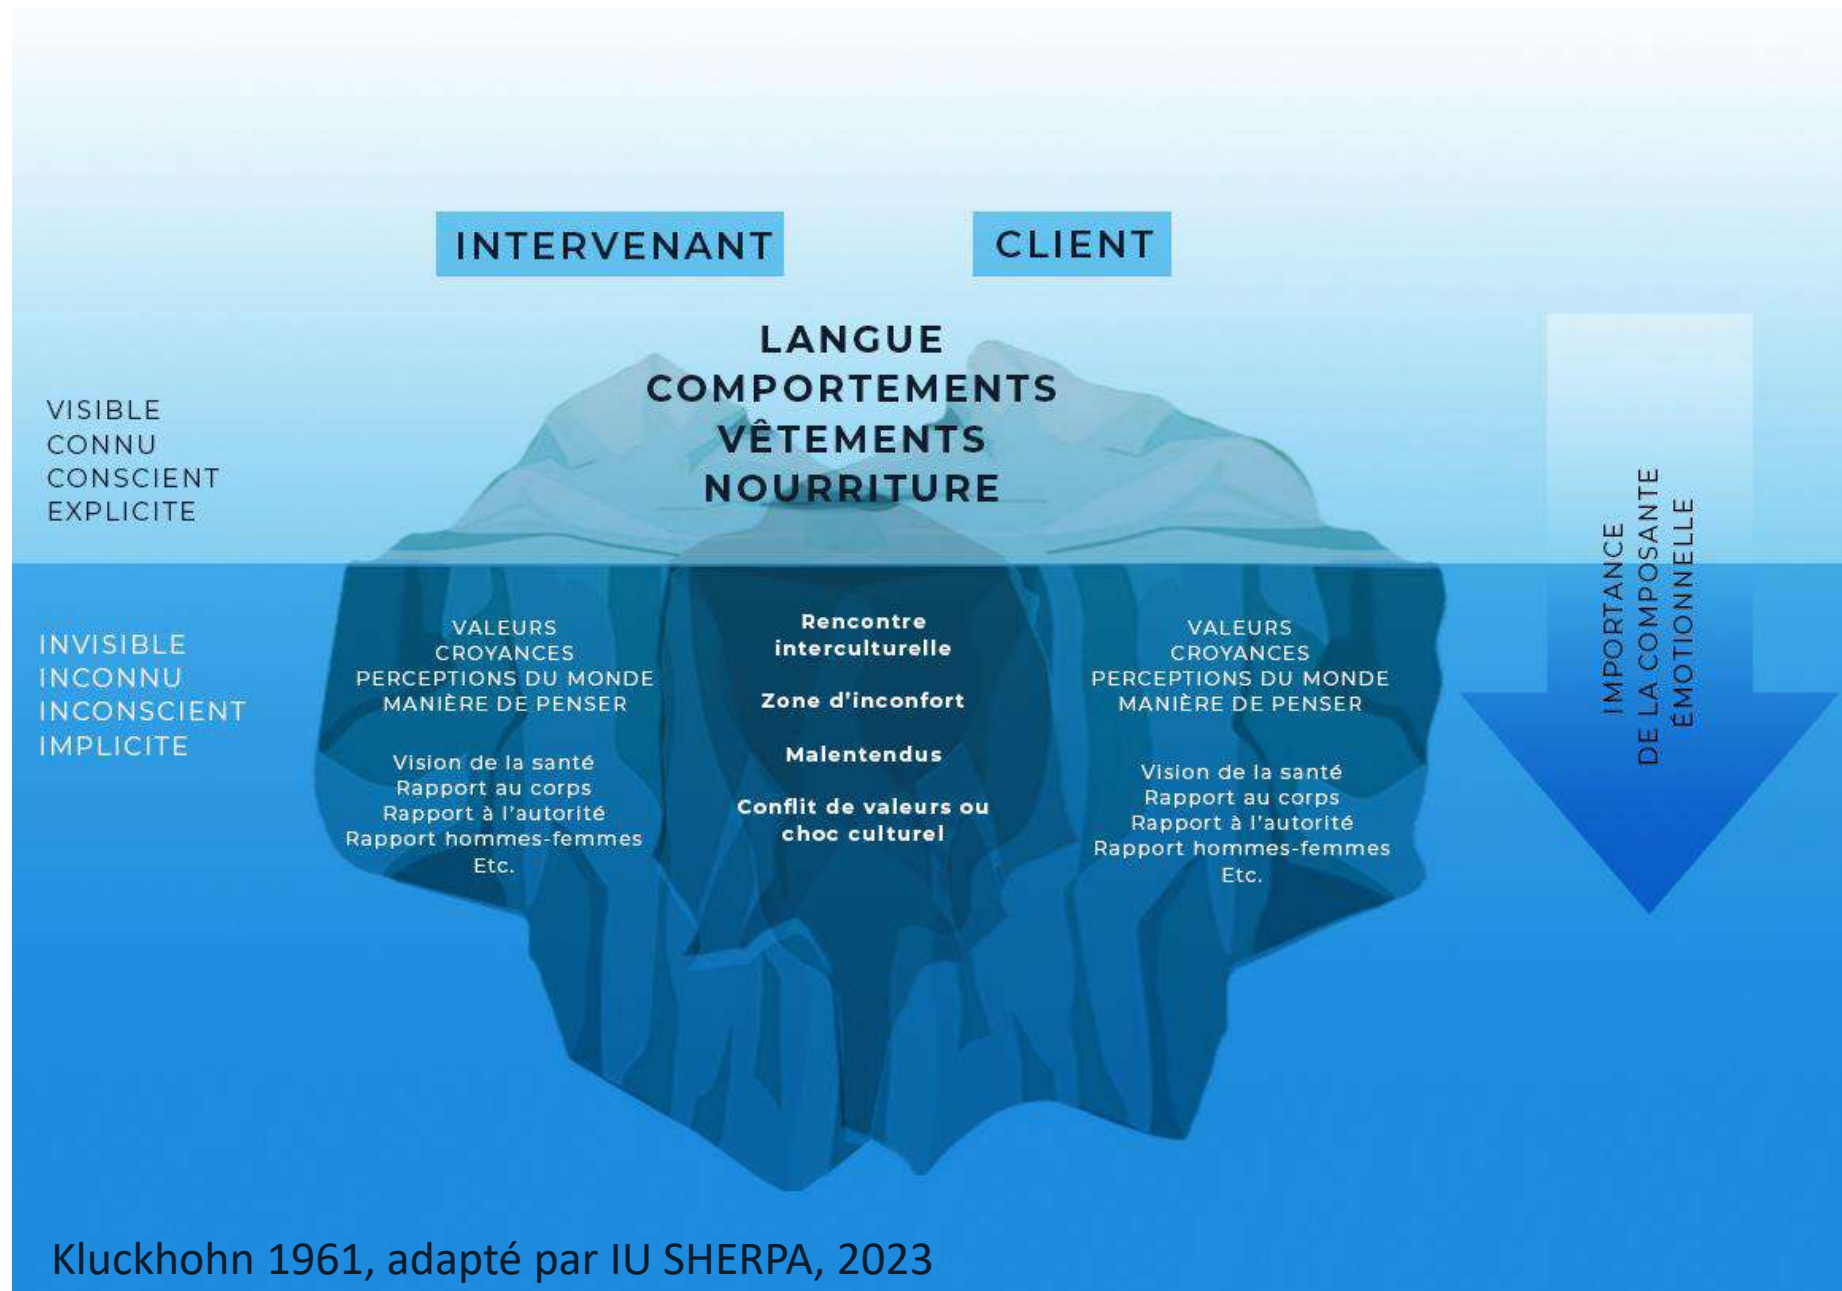 INTERVENANT
CLIENT
LANGUE
COMPORTEMENTS
VÊTEMENTS
NOURRITURE
VISIBLE
CONNU
CONSCIENT
EXPLICITE
INVISIBLE
INCONNU
INCONSCIENT
IMPLICITE
VALEURS
CROYANCES
PERCEPTIONS DU MONDE
MANIÈRE DE PENSER
Vision de la santé
Rapport au corps
Rapport à l'autorité
Rapport hommes-femmes
Etc.
Rencontre
interculturelle
Zone d'inconfort
Malentendus
Conflit de valeurs ou
choc culturel
VALEURS
CROYANCES
PERCEPTIONS DU MONDE
MANIÈRE DE PENSER
Vision de la santé
Rapport au corps
Rapport à l'autorité
Rapport hommes-femmes
Etc.
IMPORTANCE
DE LA COMPOSANTE
ÉMOTIONNELLE
Kluckhohn 1961, adapté par IU SHERPA, 2023